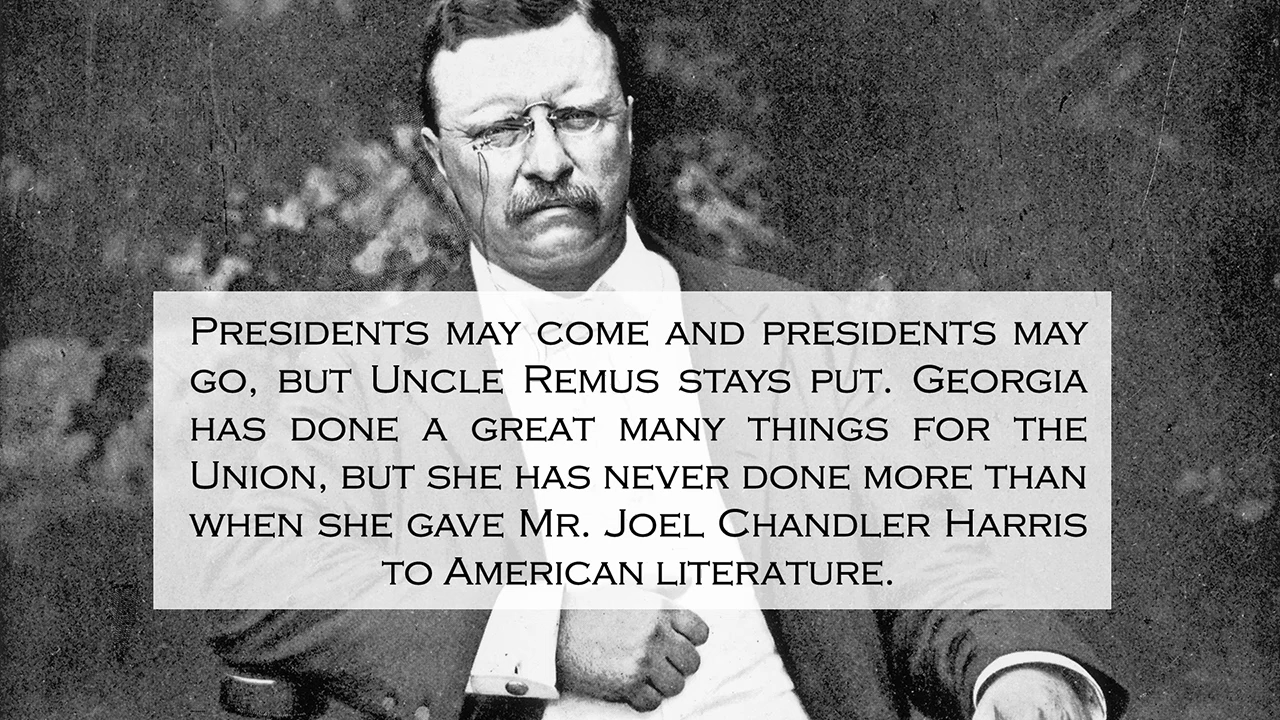 Presidents may come and presidents may
go, but Uncle Remus stays put. Georgia
has done a great many things for the
Union, but she has never done more than
when she gave Mr. Joel Chandler Harris
to American literature.